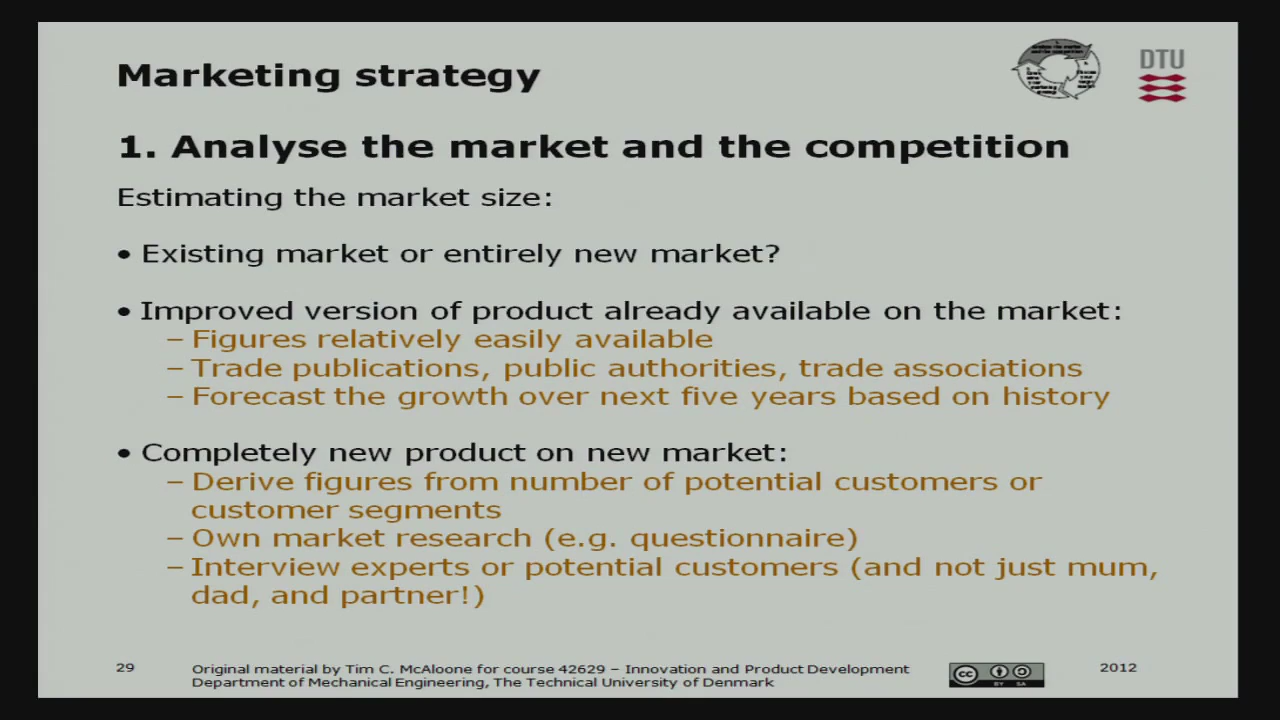 Marketing strategy
DTU
1. Analyse the market and the competition
Estimating the market size:
• Existing market or entirely new market?
• Improved version of product already available on the market:
– Figures relatively easily available
– Trade publications, public authorities, trade associations
– Forecast the growth over next five years based on history
• Completely new product on new market:
– Derive figures from number of potential customers or
customer segments
– Own market research (e.g. questionnaire)
– Interview experts or potential customers (and not just mum,
dad, and partner!)
29
Original material by Tim C. McAloone for course 42629 – Innovation and Product Development
Department of Mechanical Engineering, The Technical University of Denmark
cc
BY SA
2012